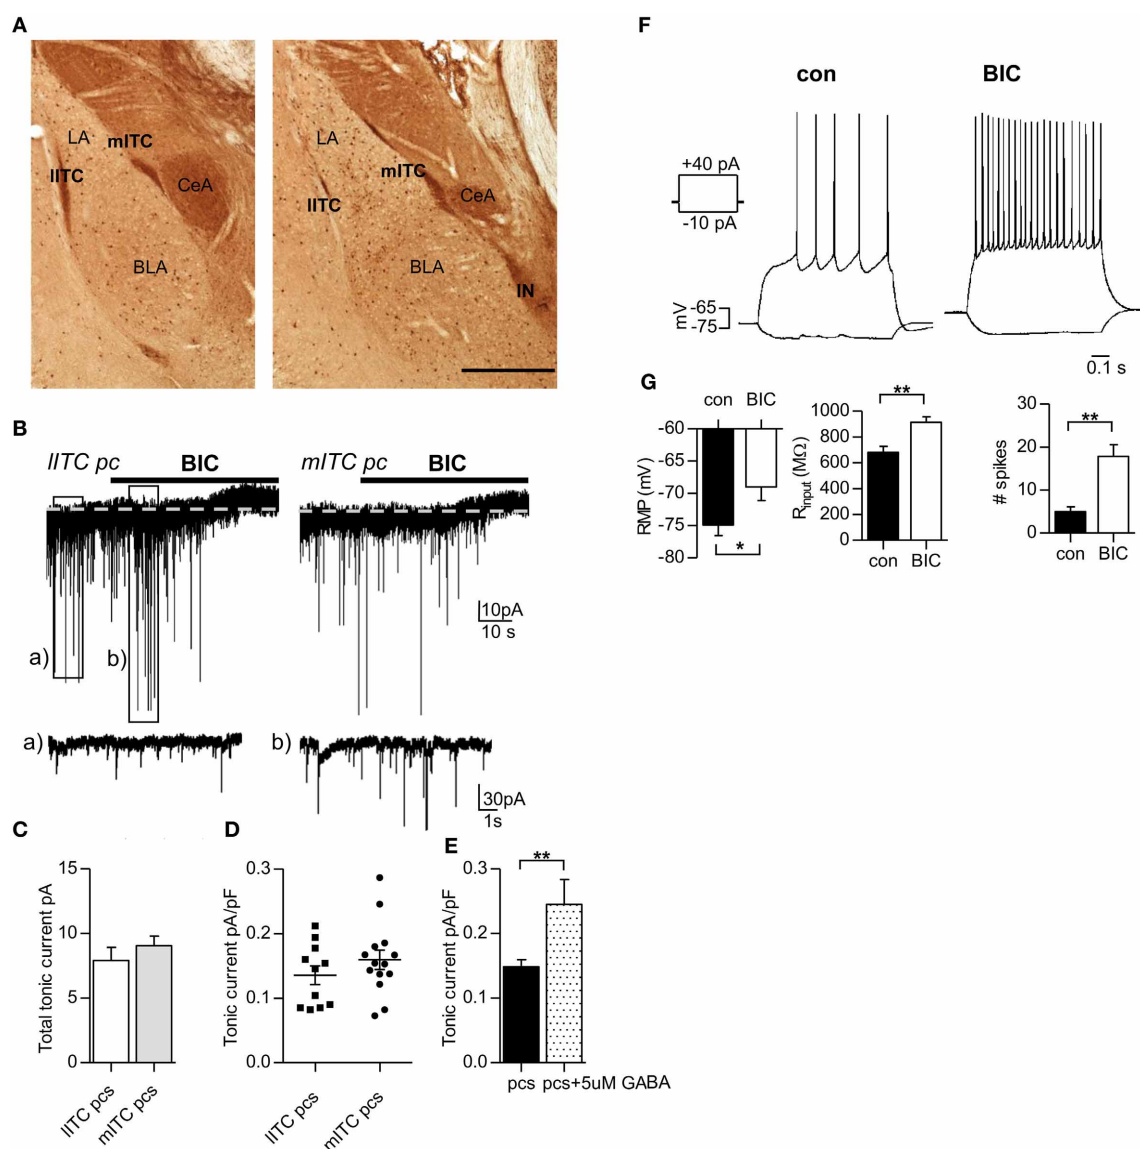 A
LA
mITC
lITC
CeA
BLA
LA
mITC
lITC
CeA
BLA
IN
B
lITC pc
BIC
mITC pc
BIC
10pA
10 s
a)
b)
a)
b)
30pA
1s
C
Total tonic current pA
15
10
5
0
lITC pcs
mITC pcs
D
Tonic current pA/pF
0.3
0.2
0.1
0.0
lITC pcs
mITC pcs
E
Tonic current pA/pF
0.3
0.2
0.1
0.0
**
pcs
pcs+5uM GABA
F
con
BIC
+40 pA
-10 pA
mV
-65
-75
0.1 s
G
con
BIC
RMP (mV)
-60
-65
-70
-75
-80
*
Rinput (MΩ)
1000
800
600
400
200
0
**
con
BIC
# spikes
30
20
10
0
**
con
BIC